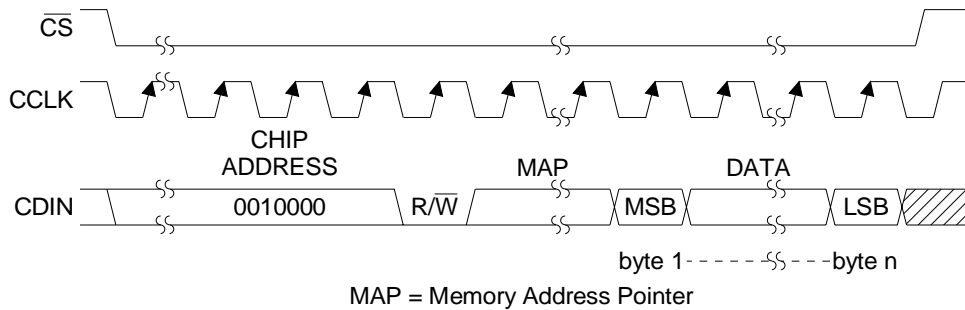 CS
CCLK
CHIP
ADDRESS
MAP
DATA
CDIN
0010000
R/W
MSB
LSB
byte 1
byte n
MAP = Memory Address Pointer